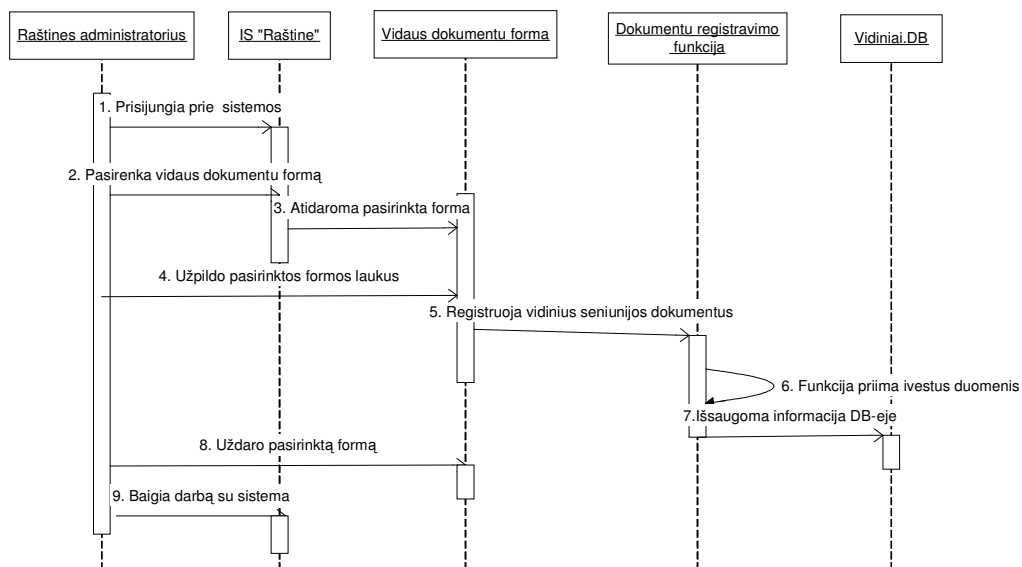 Raštines administratorius
IS "Raštine"
Vidaus dokumentu forma
Dokumentu registravimo
funkcija
Vidiniai.DB
1. Prisijungia prie sistemos
2. Pasirenka vidaus dokumentu formą
3. Atidaroma pasirinkta forma
4. Užpildo pasirinktos formos laukus
5. Registruoja vidinius seniunijos dokumentus
6. Funkcija priima ivestus duomenis
7.Išsaugoma informacija DB-eje
8. Uždaro pasirinktą formą
9. Baigia darbą su sistema